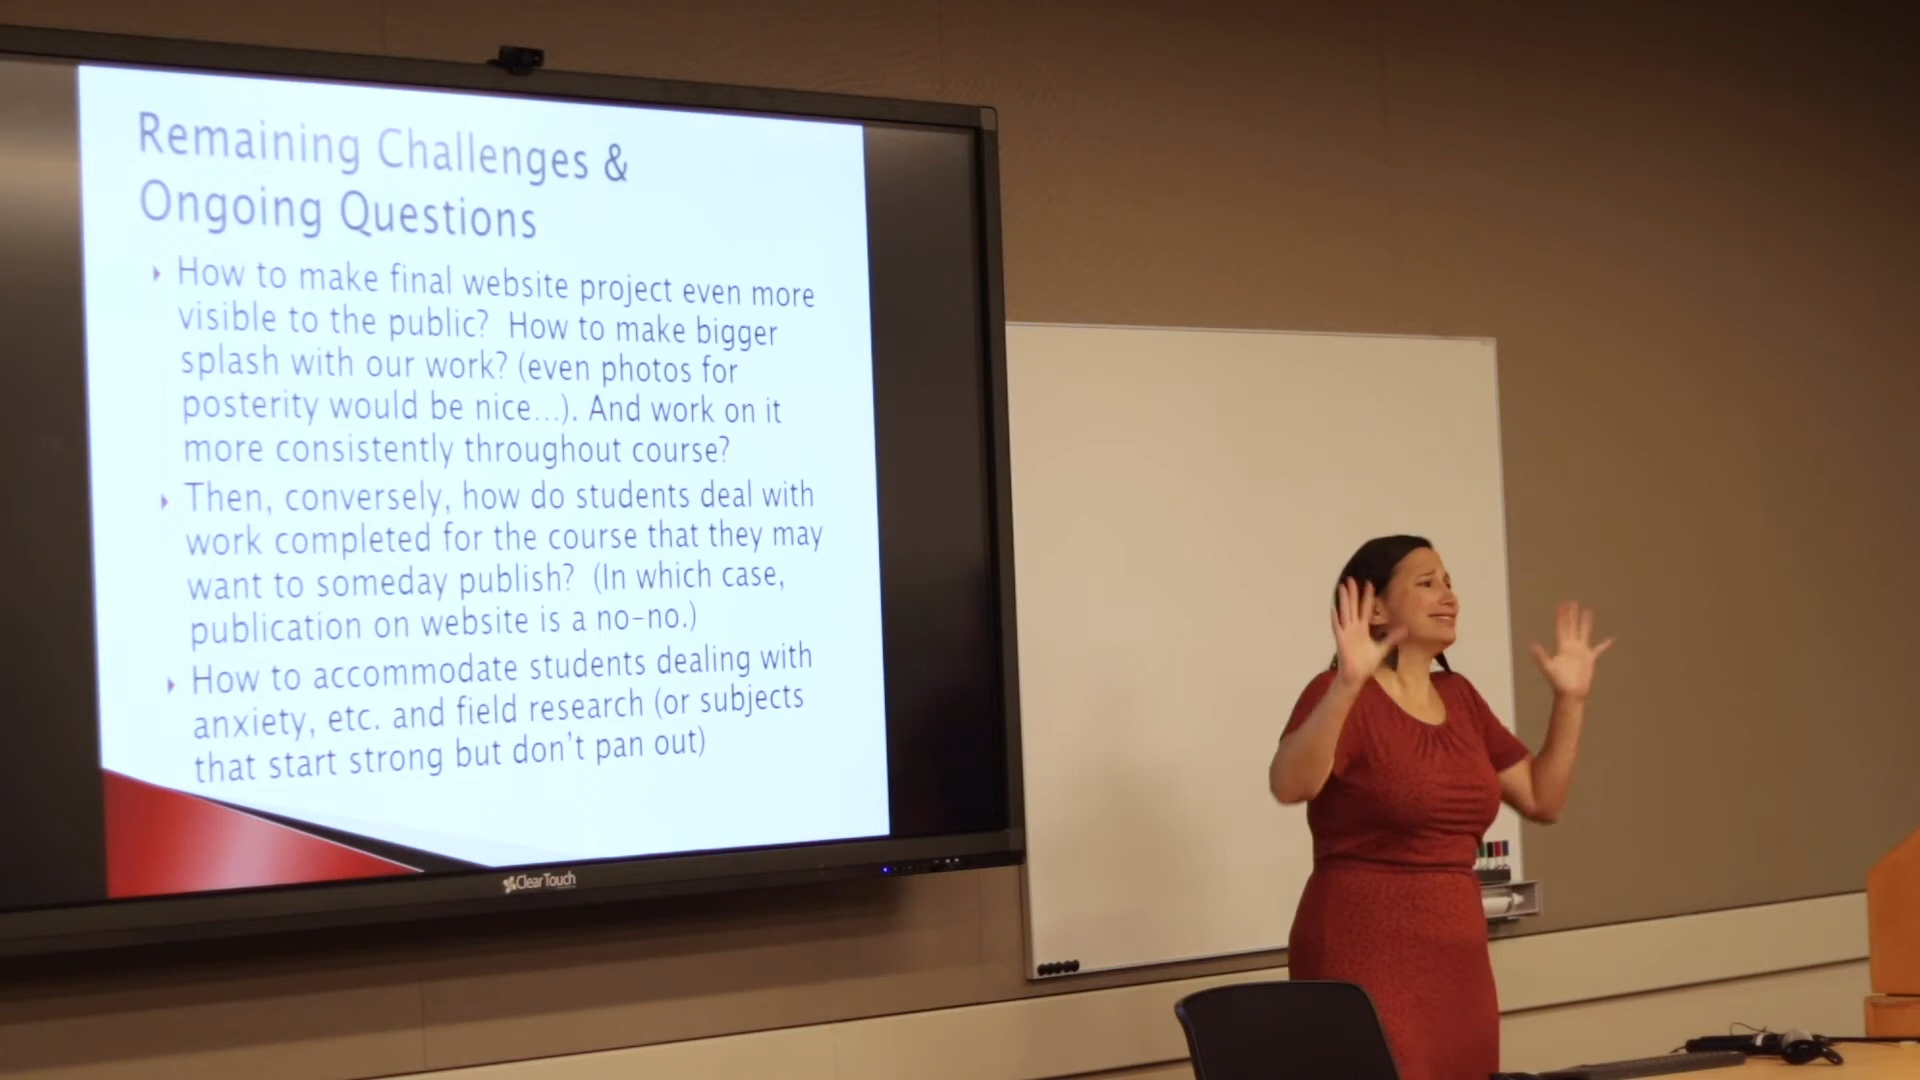 Remaining Challenges &
Ongoing Questions
How to make final website project even more
visible to the public?  How to make bigger
splash with our work? (even photos for
posterity would be nice...). And work on it
more consistently throughout course?
Then, conversely, how do students deal with
work completed for the course that they may
want to someday publish?  (In which case,
publication on website is a no-no.)
How to accommodate students dealing with
anxiety, etc. and field research (or subjects
that start strong but don't pan out)
ClearTouch